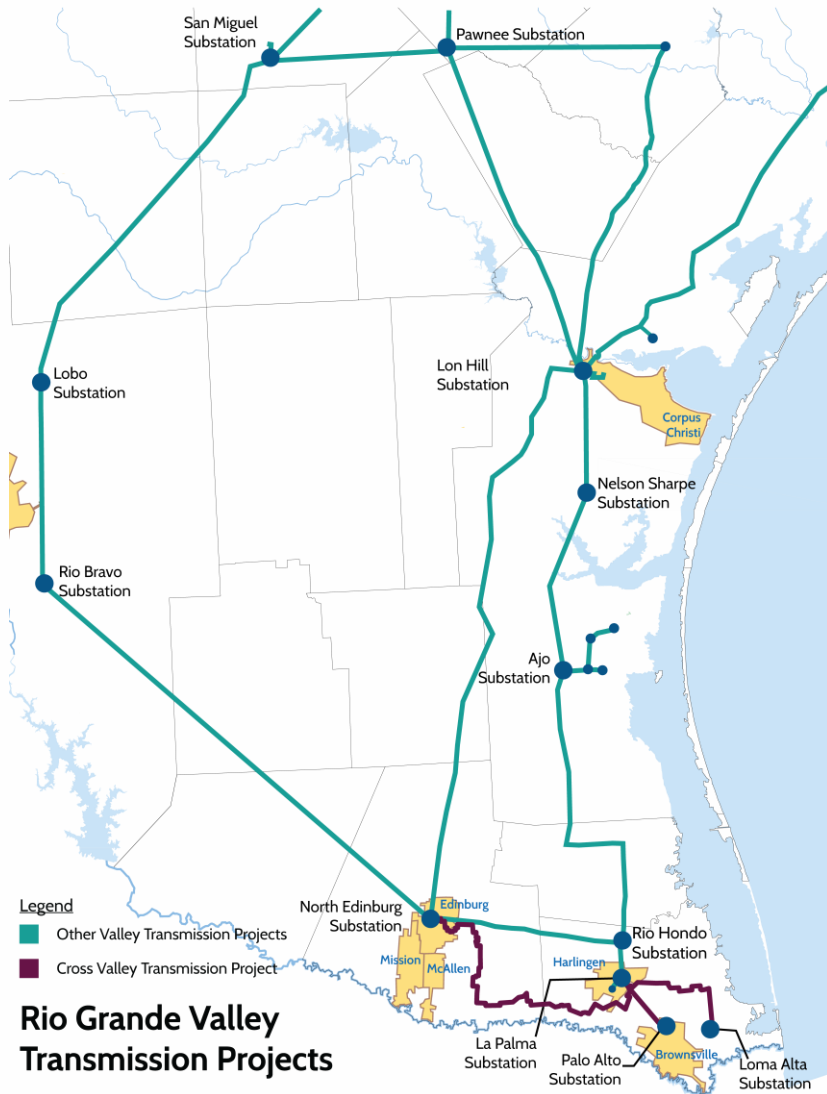 San Miguel
Substation
Pawnee Substation
Lobo
Substation
Lon Hill
Substation
Corpus
Christi
Nelson Sharpe
Substation
Rio Bravo
Substation
Ajo
Substation
North Edinburg
Substation
Edinburg
Mission
McAllen
Rio Hondo
Substation
Harlingen
La Palma
Substation
Palo Alto
Substation
Brownsville
Loma Alta
Substation
Legend
Other Valley Transmission Projects
Cross Valley Transmission Project
Rio Grande Valley
Transmission Projects